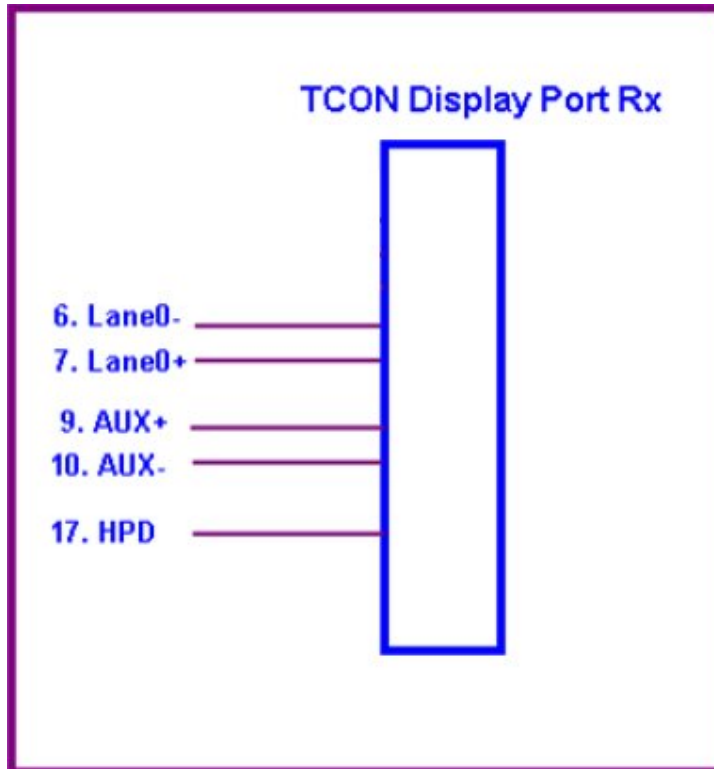 TCON Display Port Rx
6. Lane0-
7. Lane0+
9. AUX+
10. AUX-
17. HPD